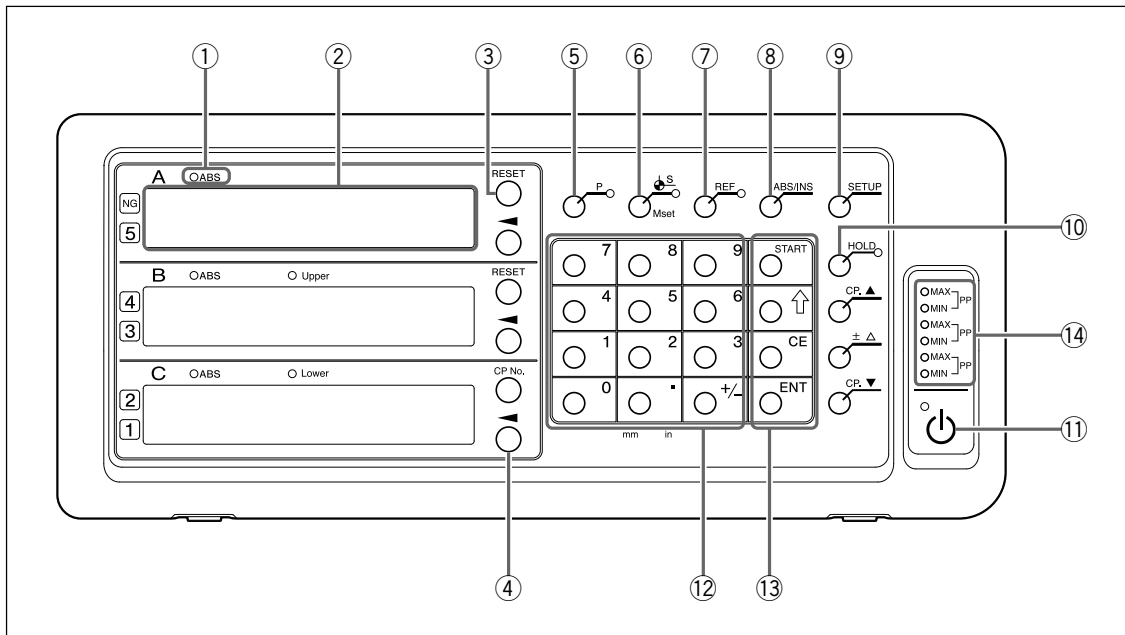 ① ② ③ ⑤ ⑥ ⑦ ⑧ ⑨
A ABS RESET
NG
5
P S Mset REF ABS/INS SETUP
HOLD ⑩
B ABS Upper RESET
4
3
C ABS Lower CP No.
2
1
7 8 9 START
4 5 6
1 2 3 CE
0 . +/- ENT
mm in
CP. ▲
± △
CP. ▼
MAX PP
MIN
MAX PP
MIN
MAX PP
MIN
⑭
⑪
④ ⑫ ⑬